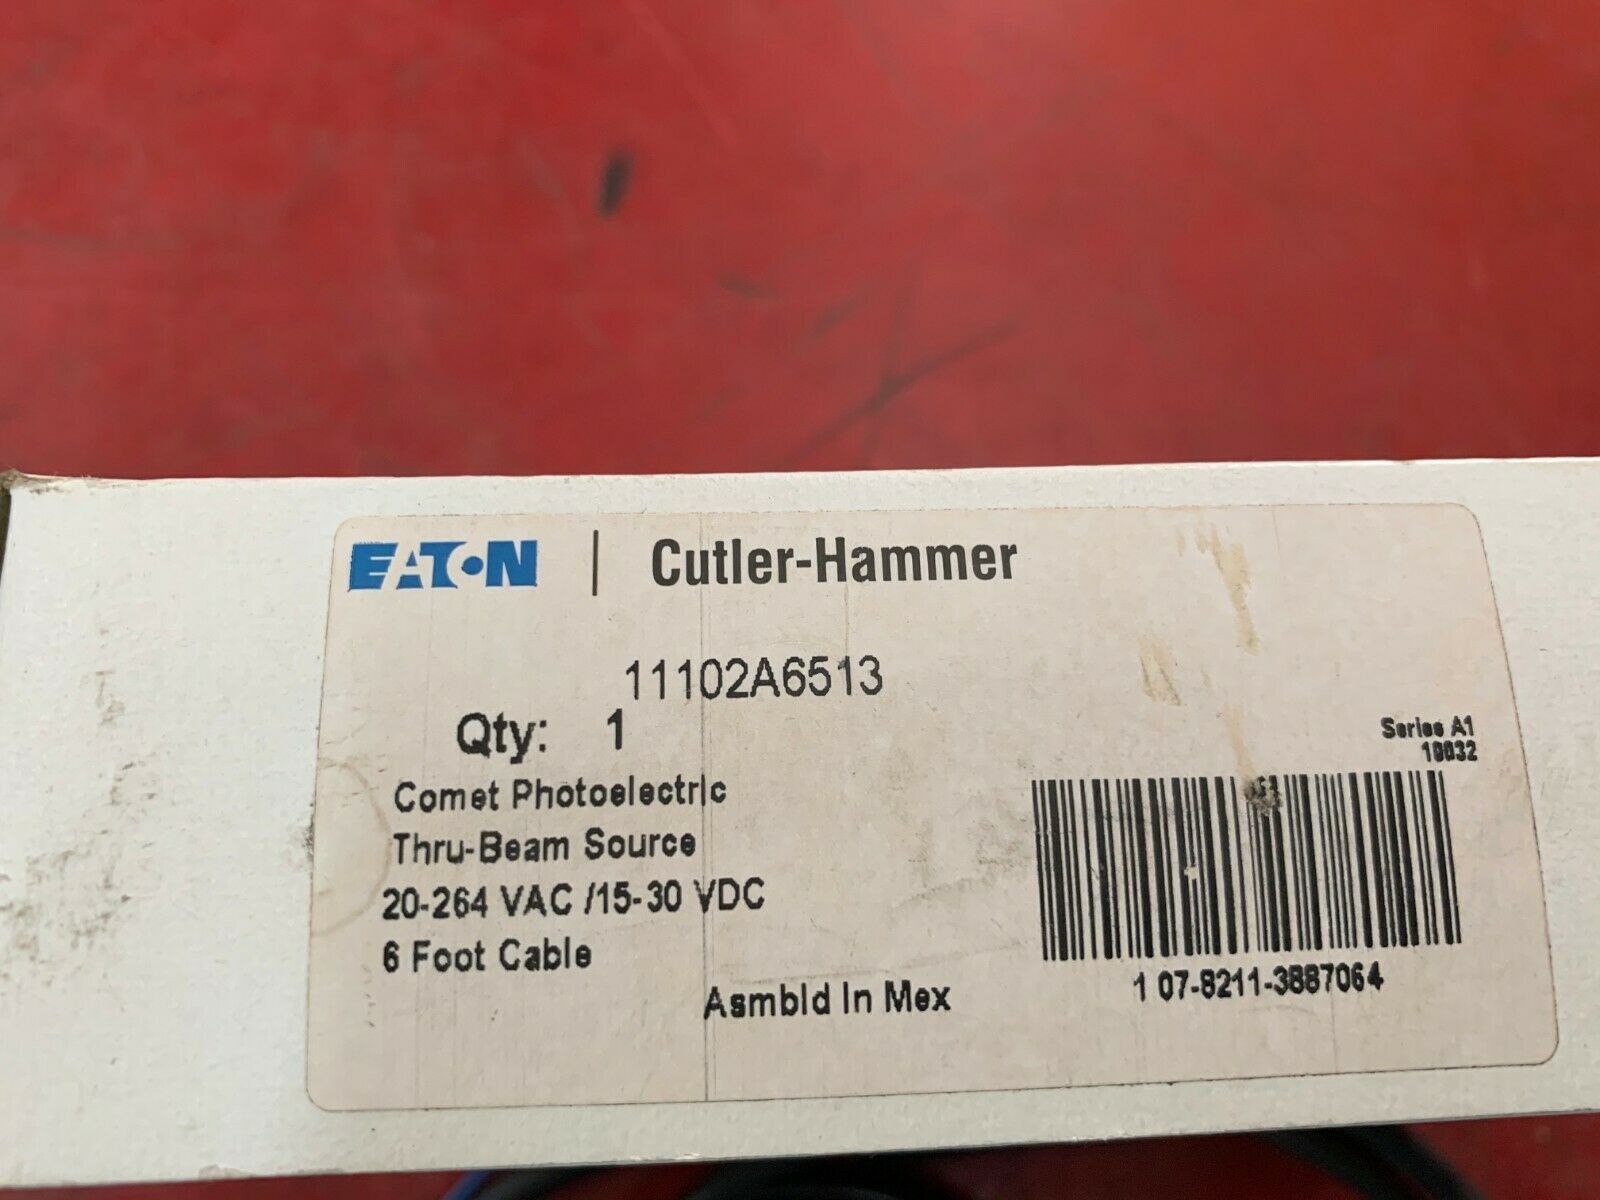 EATON | Cutler-Hammer
11102A6513
Qty: 1
Series A1
Comet Photoelectric
Thru-Beam Source
20-264 VAC /15-30 VDC
6 Foot Cable
Asmbld In Mex
1 07-8211-3887064